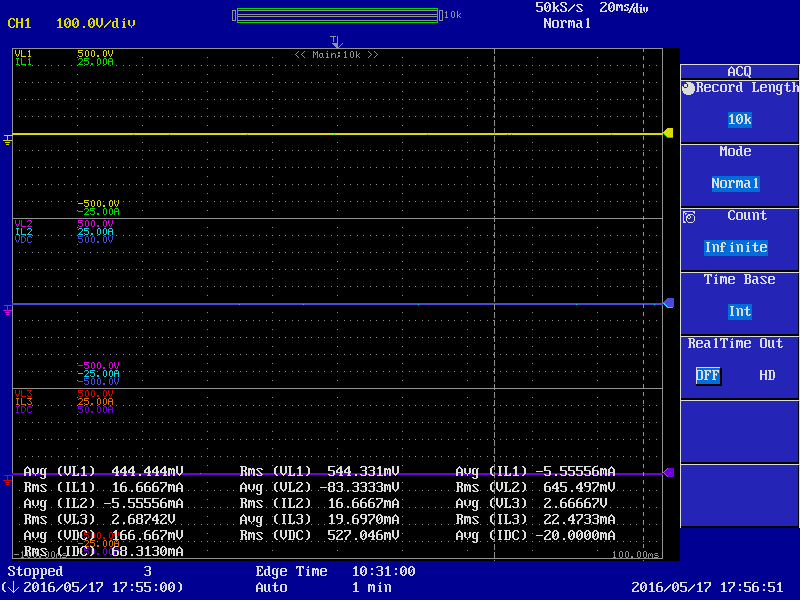 CH1 100.0V/div
10k
50kS/s 20ms/div
Normal
T
<< Main:10k >>
VL1 500.0V
IL1 25.00A
-500.0V
-25.00A
VL2 500.0V
IL2 25.00A
VDC 500.0V
-500.0V
-25.00A
-500.0V
VL3 500.0V
IL3 25.00A
IDC 50.00A
Avg (VL1) 444.444mV Rms (VL1) 544.331mV Avg (IL1) -5.55556mA
Rms (IL1) 16.6667mA Avg (VL2) -83.3333mV Rms (VL2) 645.497mV
Avg (IL2) -5.55556mA Rms (IL2) 16.6667mA Avg (VL3) 2.66667V
Rms (VL3) 2.68742V Avg (IL3) 19.6970mA Rms (IL3) 22.4733mA
Avg (VDC) 166.667mV Rms (VDC) 527.046mV Avg (IDC) -20.0000mA
Rms (IDC) 68.3130mA
100.00ms
ACQ
Record Length
10k
Mode
Normal
Count
Infinite
Time Base
Int
RealTime Out
OFF HD
Stopped 3 Edge Time 10:31:00
(↓2016/05/17 17:55:00) Auto 1 min 2016/05/17 17:56:51